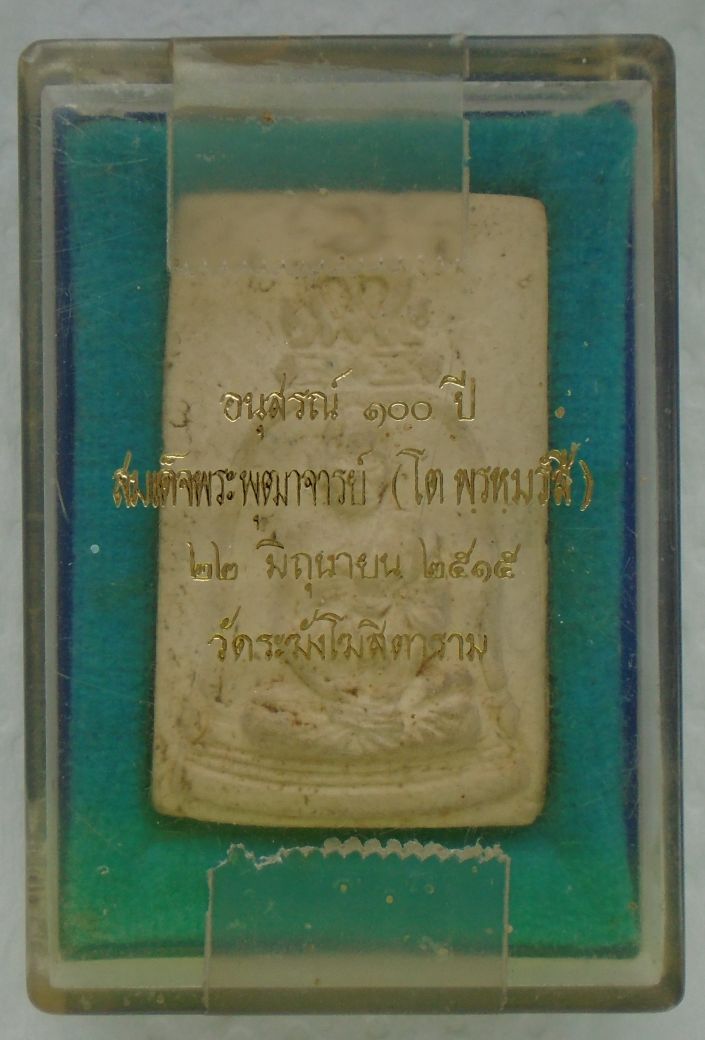 อนุสรณ์ ๑๐๐ ปี
สมเด็จพระพุฒาจารย์ (โต พฺรหฺมรํสี)
๒๒ มิถุนายน ๒๕๑๕
วัดระฆังโฆสิตาราม